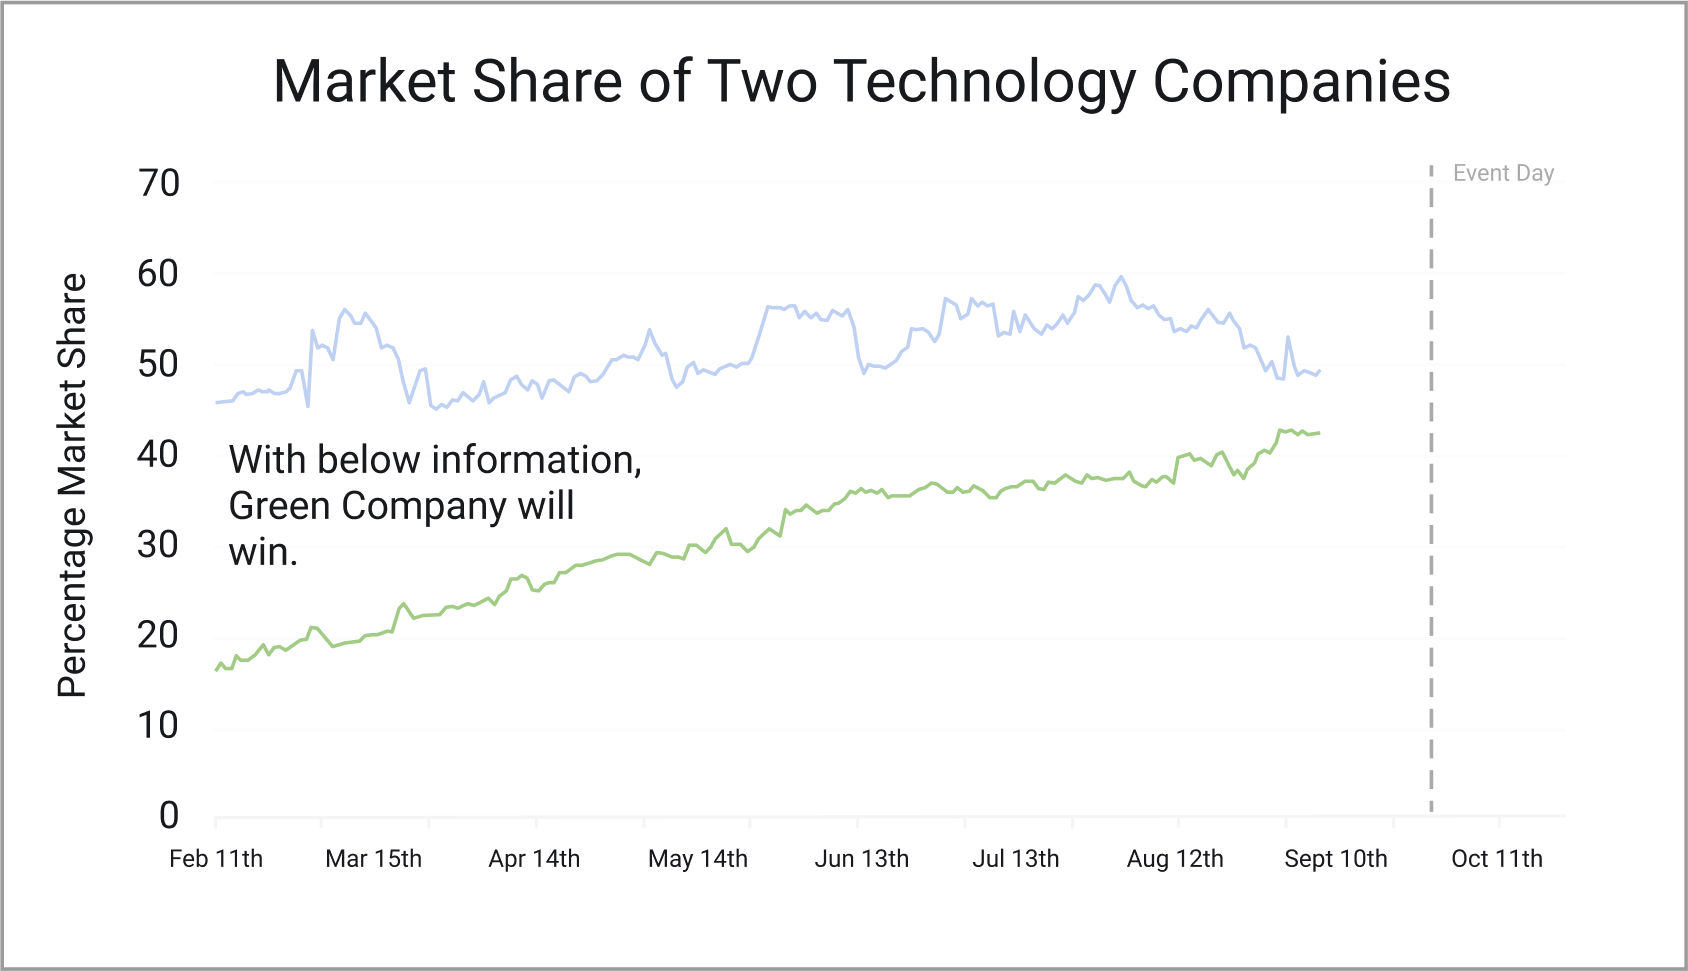 Market Share of Two Technology Companies
Event Day
Percentage Market Share
70
60
50
40
30
20
10
0
With below information,
Green Company will
win.
Feb 11th Mar 15th Apr 14th May 14th Jun 13th Jul 13th Aug 12th Sept 10th Oct 11th